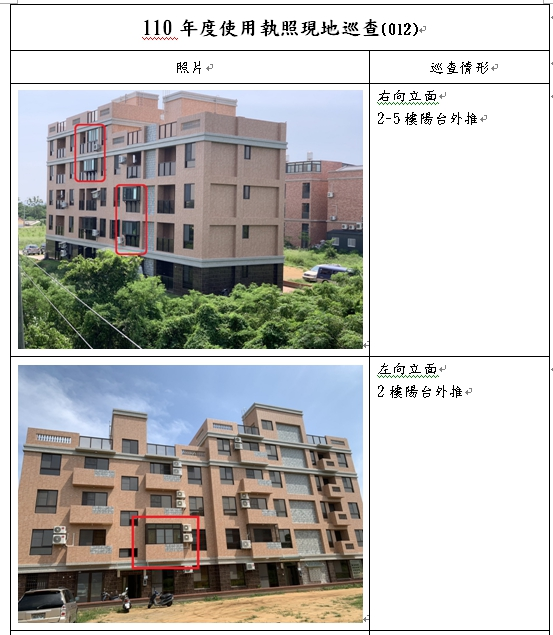 110 年度使用執照現地巡查(012)
照片
巡查情形
右向立面
2-5 樓陽台外推
左向立面
2 樓陽台外推